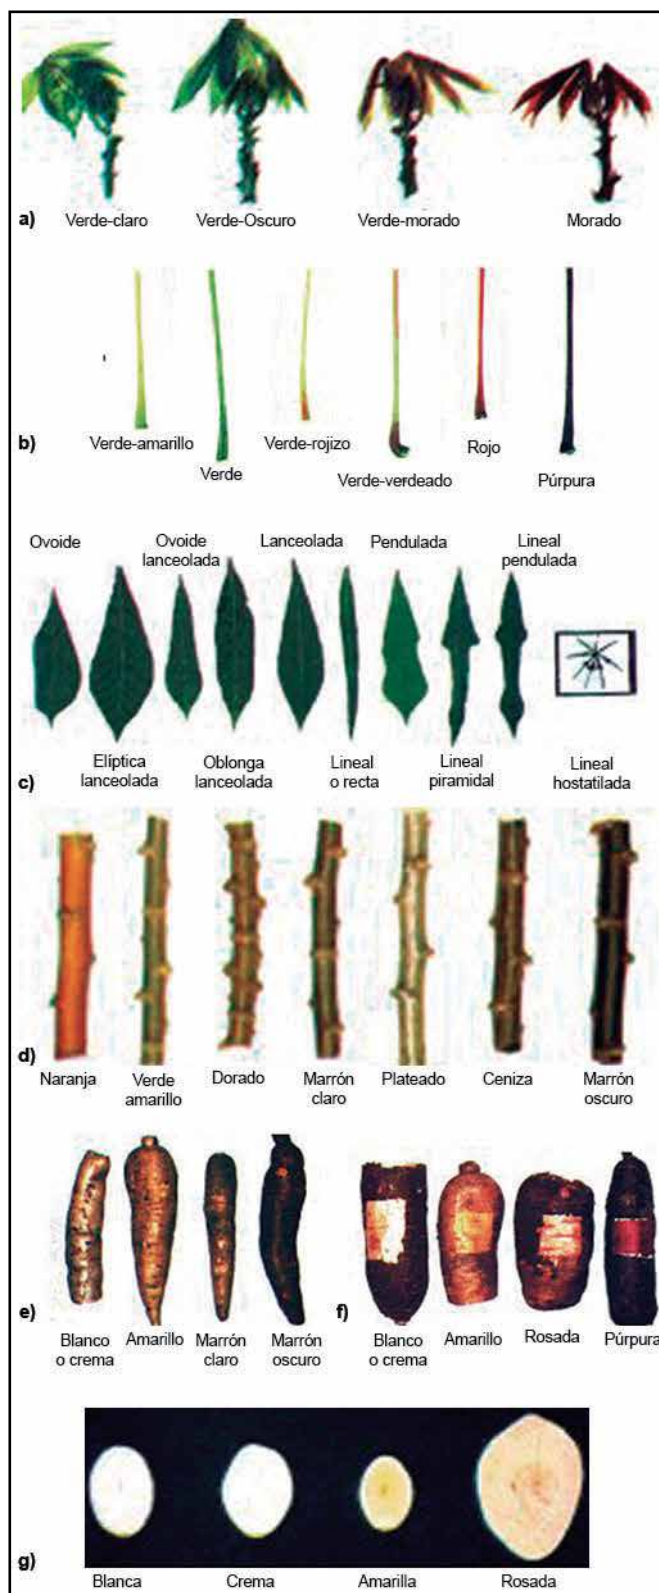 a) Verde-claro Verde-Oscuro Verde-morado Morado
b) Verde-amarillo Verde Verde-rojizo Verde-verdeado Rojo Púrpura
Ovoide Ovoide Lanceolada Pendulada Lineal
lanceolada pendulada
Elíptica Oblonga Lineal Lineal Lineal
c) lanceolada lanceolada o recta piramidal hostatilada
d)
Naranja Verde Dorado Marrón Plateado Ceniza Marrón
amarillo claro oscuro
e) f)
Blanco Amarillo Marrón Marrón Blanco Amarillo Rosada Púrpura
o crema claro oscuro o crema
g)
Blanca Crema Amarilla Rosada